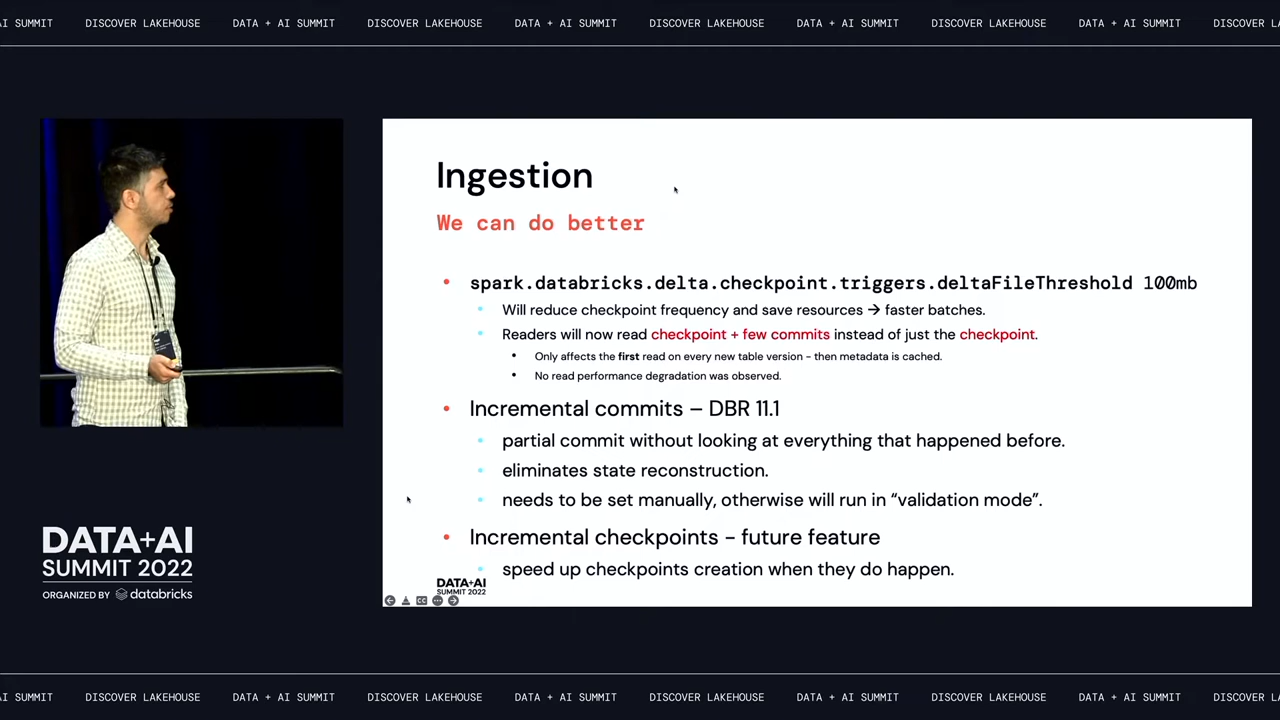 AI SUMMIT DISCOVER LAKEHOUSE DATA + AI SUMMIT DISCOVER LAKEHOUSE DATA + AI SUMMIT DISCOVER LAKEHOUSE DATA + AI SUMMIT DISCOVER LAKEHOUSE DATA + AI SUMMIT DISCOVER LA
Ingestion
We can do better
• spark.databricks.delta.checkpoint.triggers.deltaFileThreshold 100mb
• Will reduce checkpoint frequency and save resources → faster batches.
• Readers will now read checkpoint + few commits instead of just the checkpoint.
• Only affects the first read on every new table version - then metadata is cached.
• No read performance degradation was observed.
• Incremental commits – DBR 11.1
• partial commit without looking at everything that happened before.
• eliminates state reconstruction.
• needs to be set manually, otherwise will run in “validation mode”.
• Incremental checkpoints - future feature
• speed up checkpoints creation when they do happen.
DATA+AI
SUMMIT 2022
CC
DATA+AI
SUMMIT 2022
ORGANIZED BY databricks
AI SUMMIT DISCOVER LAKEHOUSE DATA + AI SUMMIT DISCOVER LAKEHOUSE DATA + AI SUMMIT DISCOVER LAKEHOUSE DATA + AI SUMMIT DISCOVER LAKEHOUSE DATA + AI SUMMIT DISCOVER LA